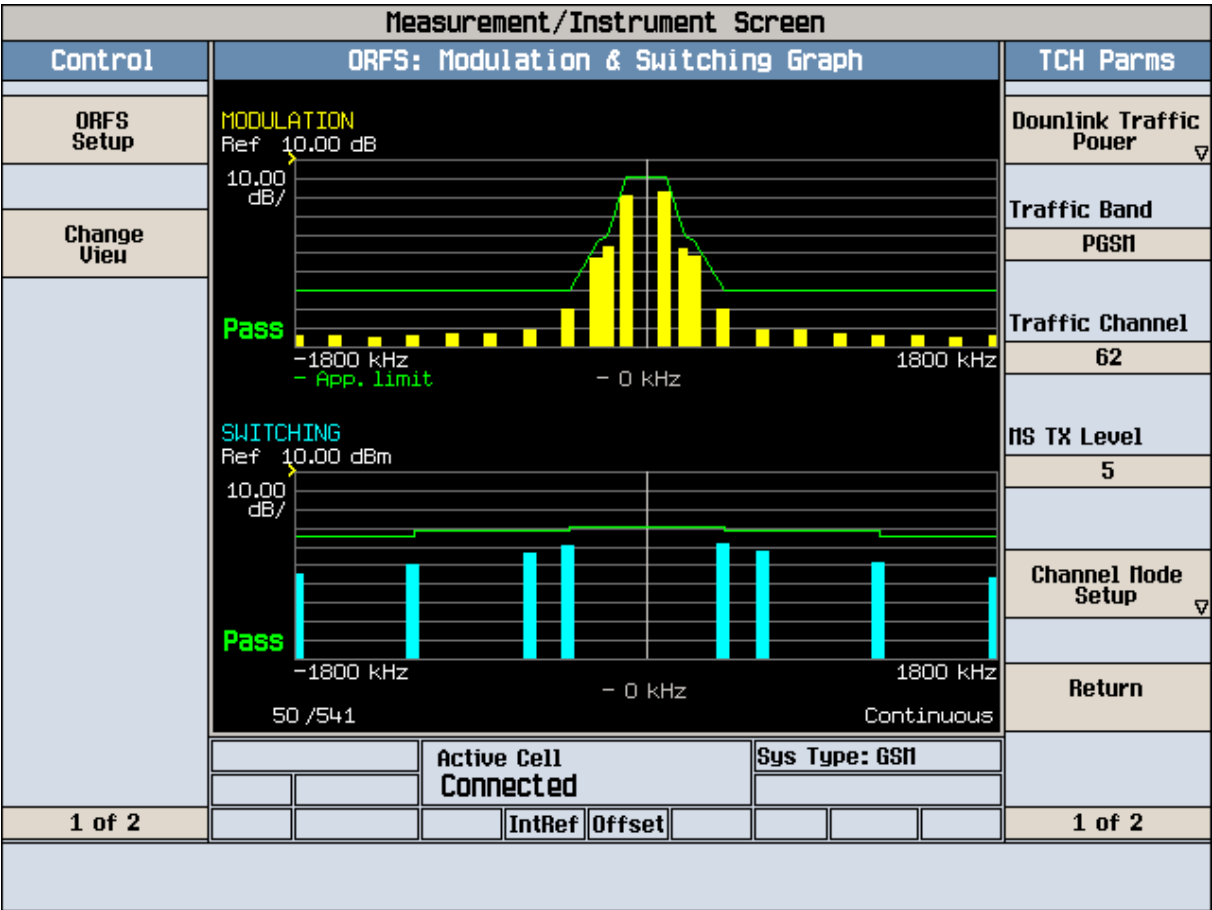 Measurement/Instrument Screen
Control
ORFS: Modulation & Switching Graph
TCH Parms
ORFS
Setup
Change
View
MODULATION
Ref 10.00 dB
10.00
dB/
Pass
-1800 kHz
1800 kHz
- App. limit
- 0 kHz
SWITCHING
Ref 10.00 dBm
10.00
dB/
Pass
-1800 kHz
1800 kHz
- 0 kHz
50 /541
Continuous
Downlink Traffic
Power
Traffic Band
PGSM
Traffic Channel
62
MS TX Level
5
Channel Mode
Setup
Return
Active Cell
Connected
Sys Type: GSM
1 of 2
IntRef
Offset
1 of 2